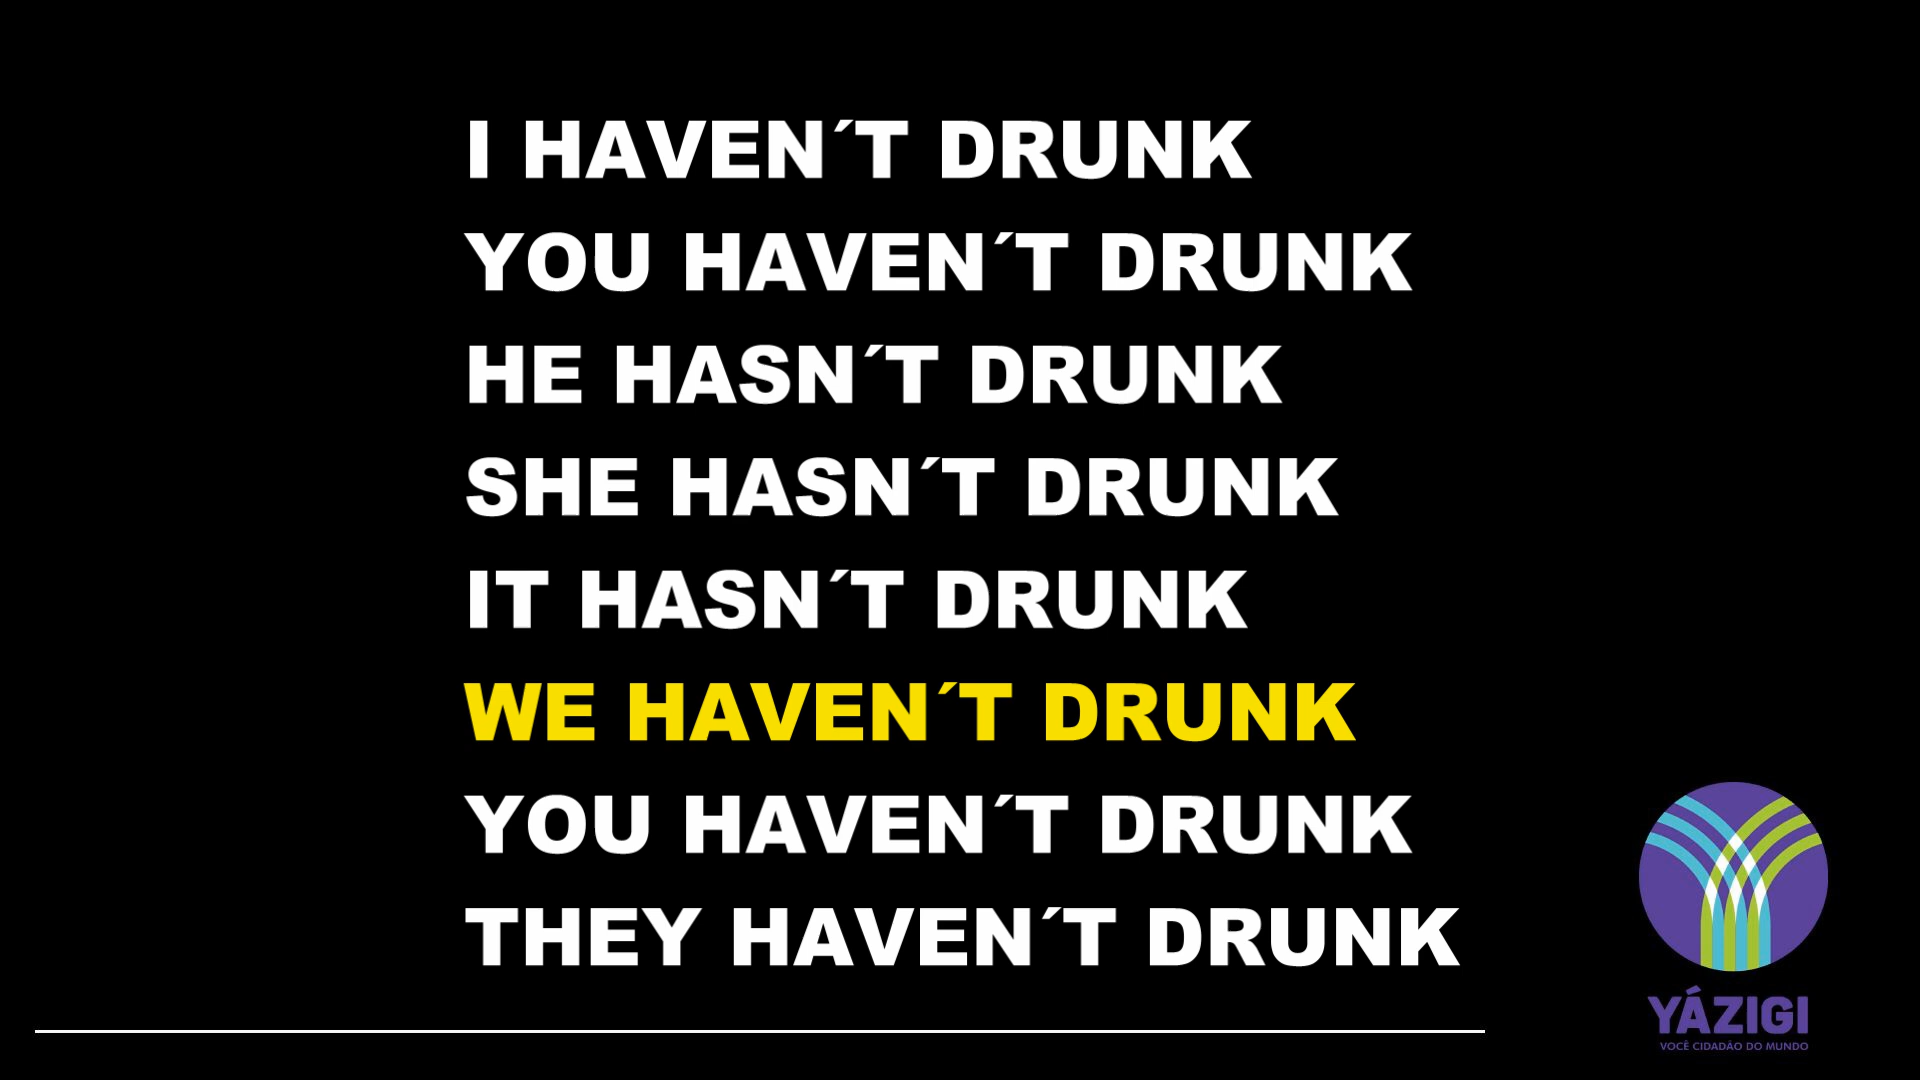 I HAVEN´T DRUNK
YOU HAVEN´T DRUNK
HE HASN´T DRUNK
SHE HASN´T DRUNK
IT HASN´T DRUNK
WE HAVEN´T DRUNK
YOU HAVEN´T DRUNK
THEY HAVEN´T DRUNK
YÁZIGI
VOCÊ CIDADÃO DO MUNDO